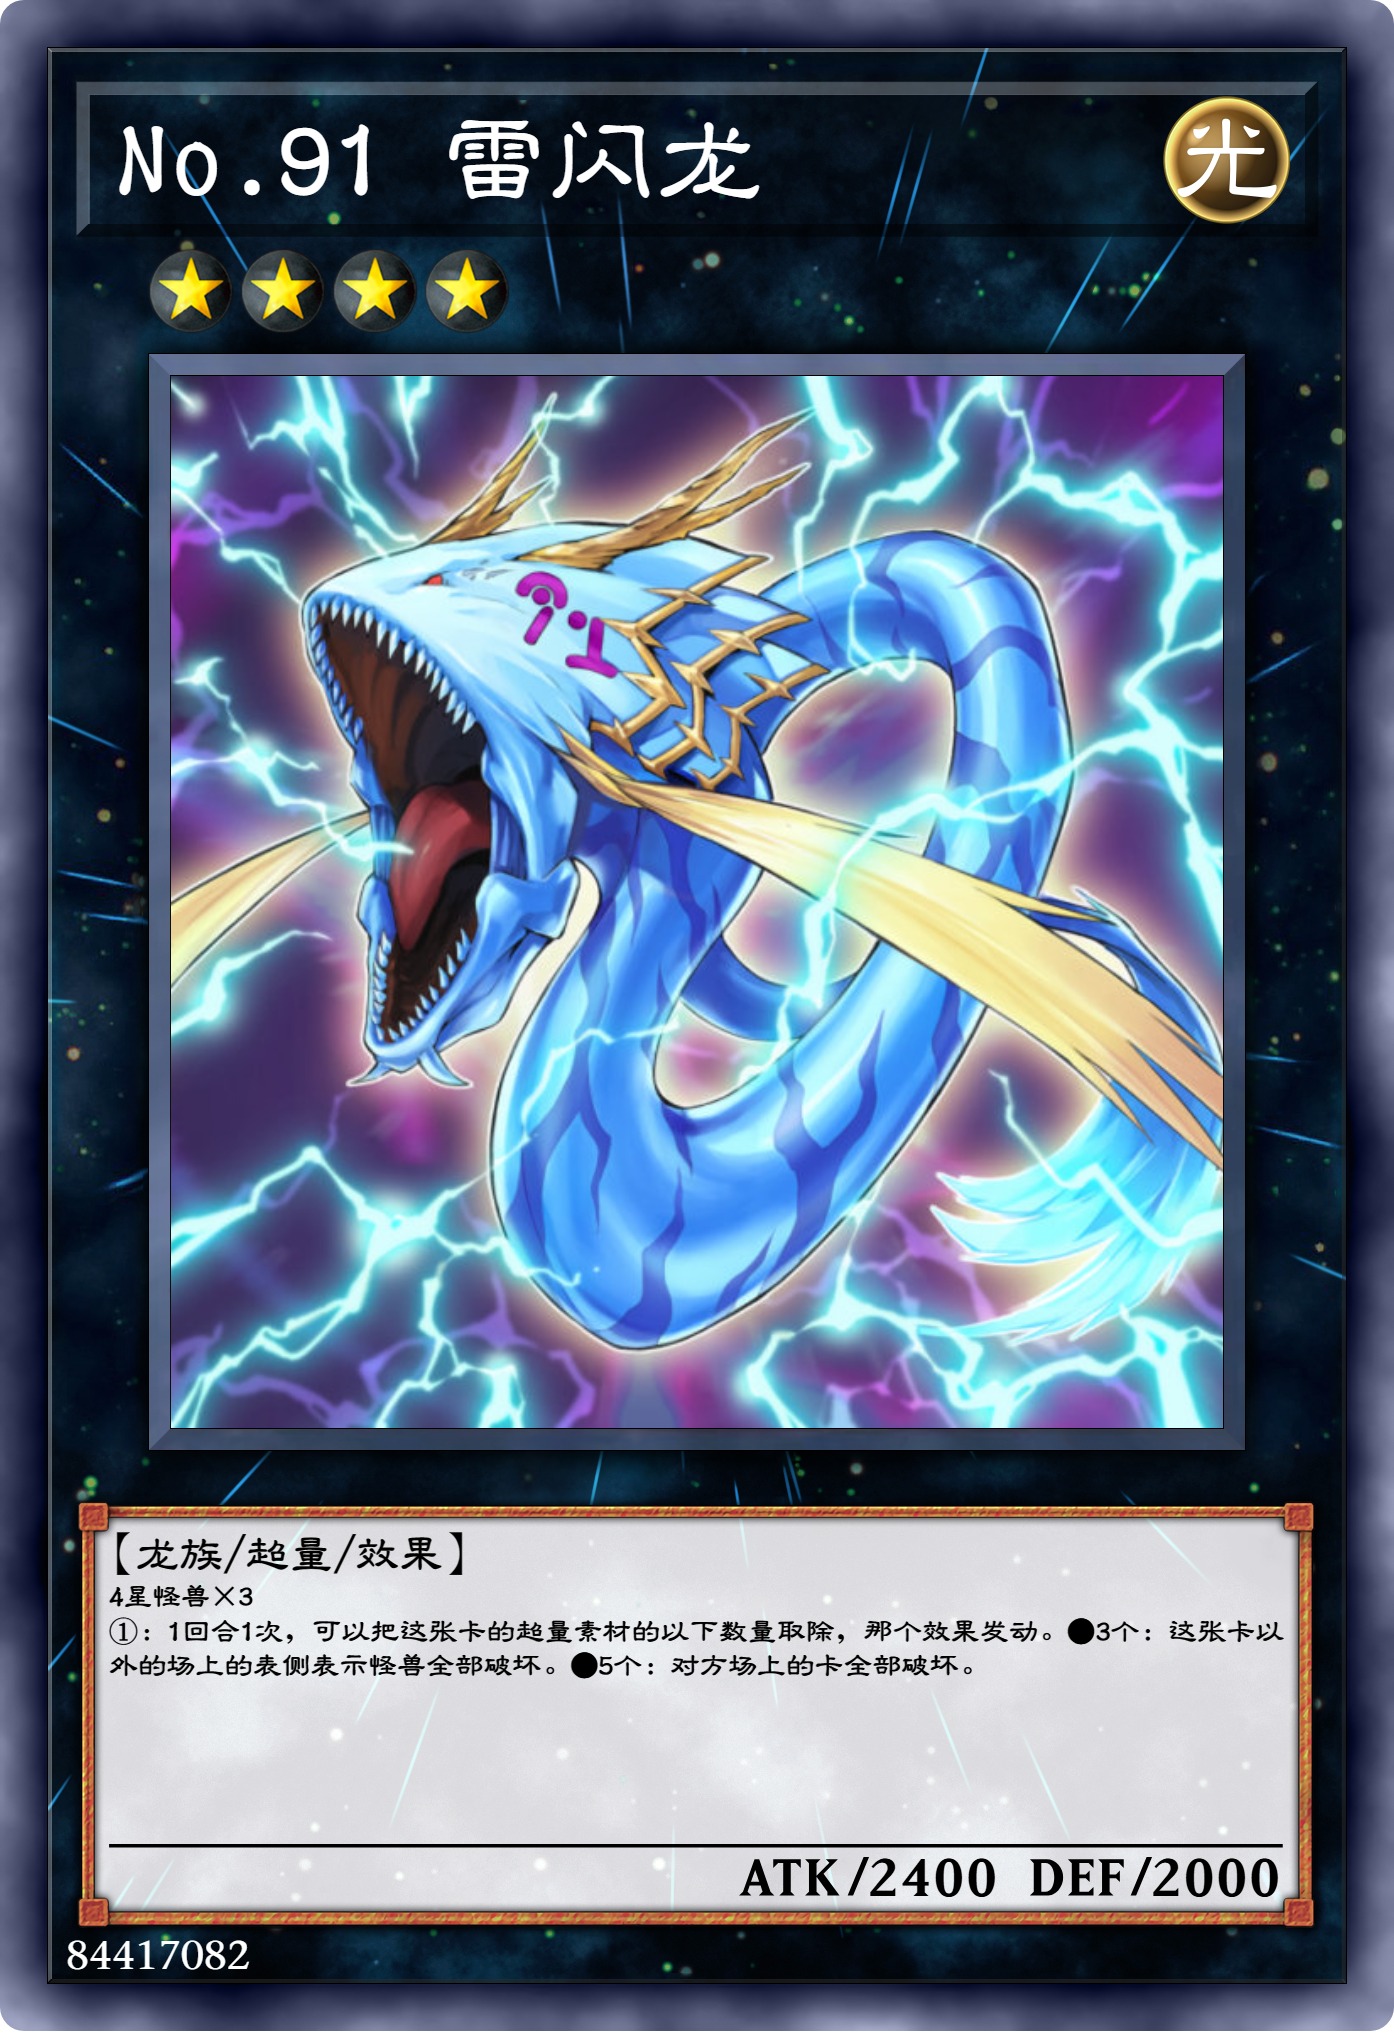 No.91 雷闪龙
光
91
【龙族/超量/效果】
4星怪兽×3
①：1回合1次，可以把这张卡的超量素材的以下数量取除，那个效果发动。●3个：这张卡以
外的场上的表侧表示怪兽全部破坏。●5个：对方场上的卡全部破坏。
ATK/2400 DEF/2000
84417082